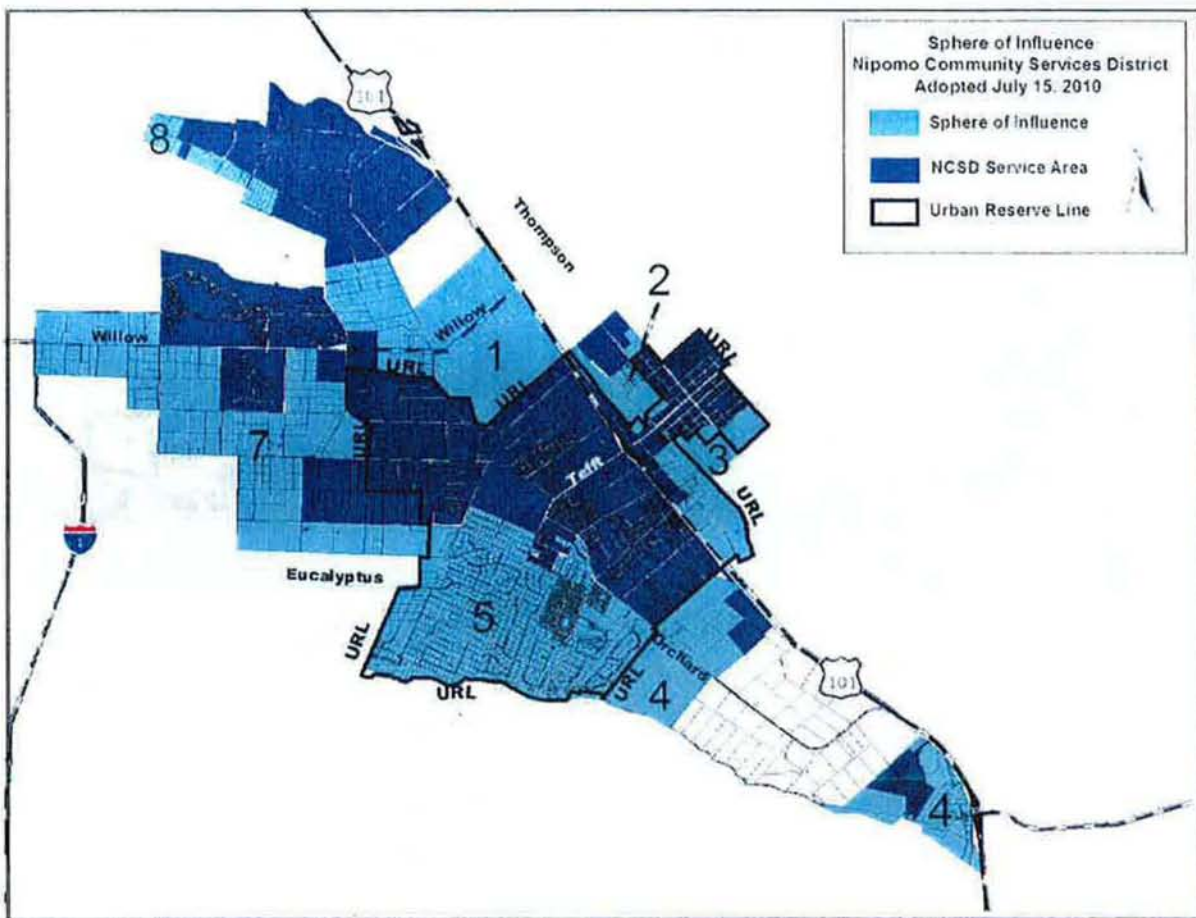 Sphere of Influence
Nipomo Community Services District
Adopted July 15, 2010
Sphere of Influence
NCSD Service Area
Urban Reserve Line
101
8
Thompson
2
URL
Willow
Willow
1
URL
URL
7
URL
Tefft
3
URL
1
Eucalyptus
5
URL
Orchard
URL
URL
4
101
4